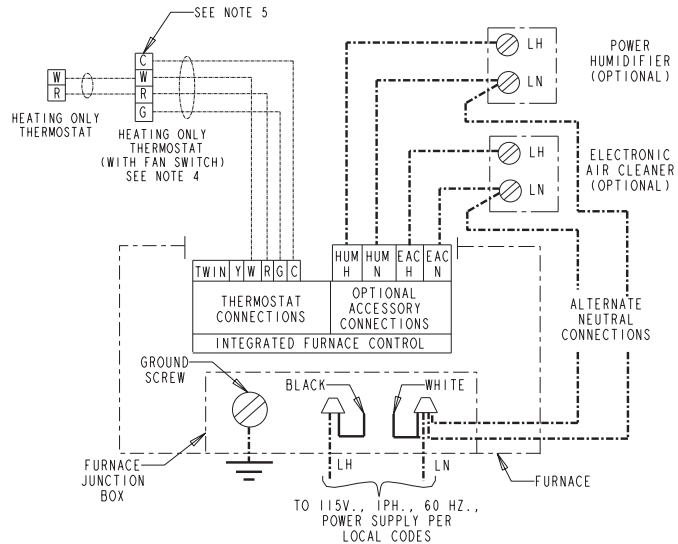 SEE NOTE 5
C
W
R
G
W
R
HEATING ONLY
THERMOSTAT
HEATING ONLY
THERMOSTAT
(WITH FAN SWITCH)
SEE NOTE 4
LH
LN
POWER
HUMIDIFIER
(OPTIONAL)
LH
LN
ELECTRONIC
AIR CLEANER
(OPTIONAL)
TWIN Y W R G C
HUM H
HUM N
EAC H
EAC N
THERMOSTAT
CONNECTIONS
OPTIONAL
ACCESSORY
CONNECTIONS
INTEGRATED FURNACE CONTROL
ALTERNATE
NEUTRAL
CONNECTIONS
GROUND
SCREW
BLACK
WHITE
FURNACE
JUNCTION
BOX
LH
LN
FURNACE
TO 115V., 1PH., 60 HZ.,
POWER SUPPLY PER
LOCAL CODES